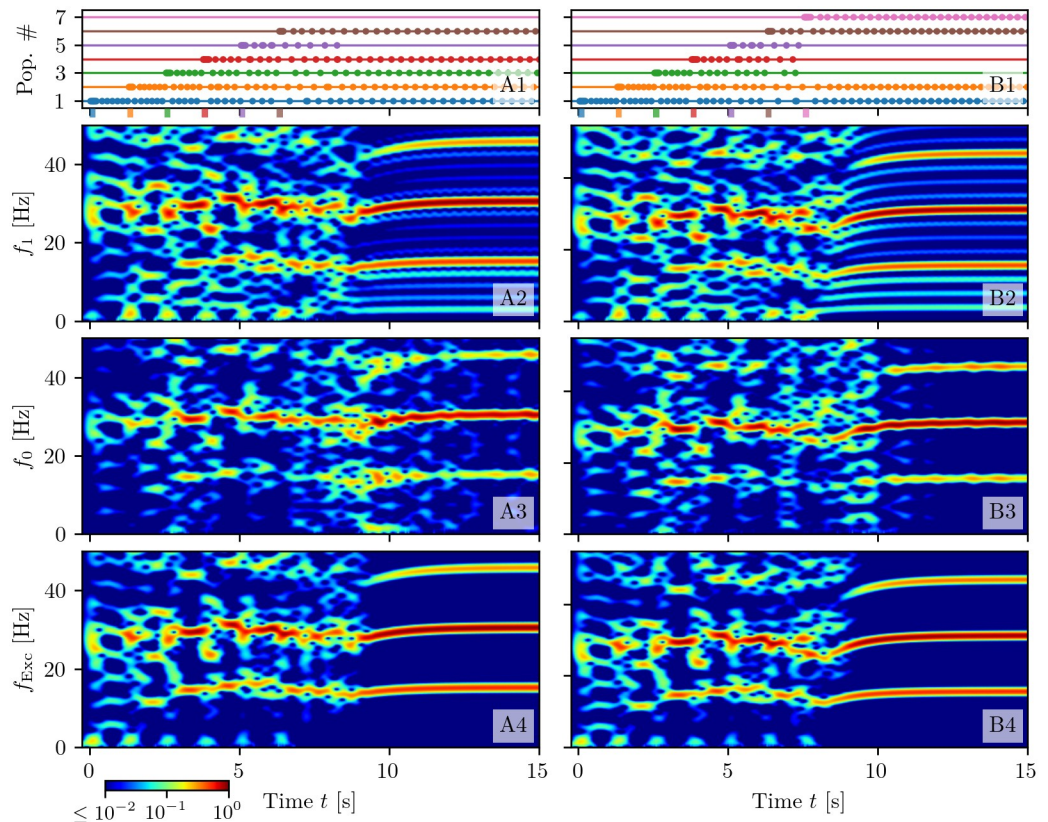 Pop. #
7
5
3
1
A1
B1
f₁ [Hz]
40
20
0
A2
B2
f₀ [Hz]
40
20
0
A3
B3
f_Exc [Hz]
40
20
0
A4
B4
0 5 10 15
0 5 10 15
≤ 10⁻² 10⁻¹ 10⁰
Time t [s]
Time t [s]